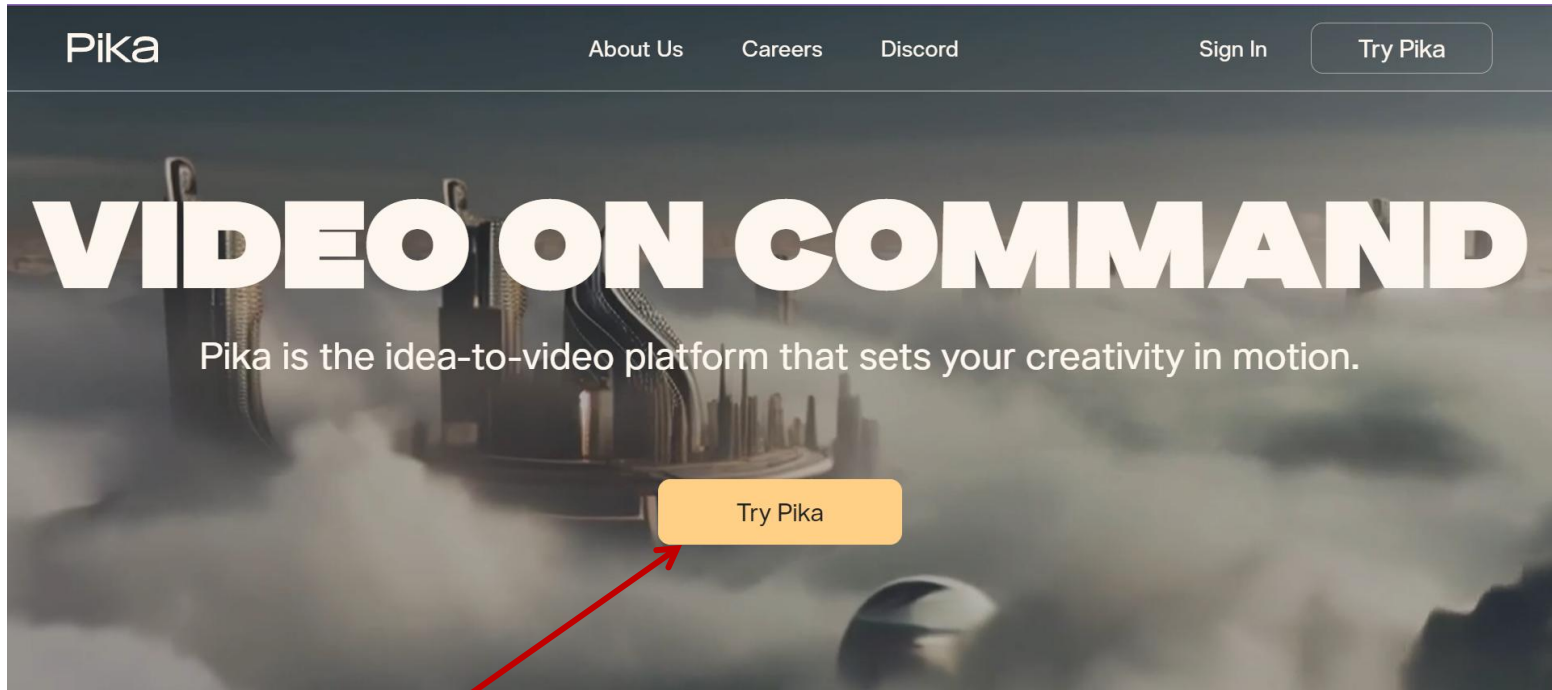 Pika
About Us Careers Discord
Sign In Try Pika
VIDEO ON COMMAND
Pika is the idea-to-video platform that sets your creativity in motion.
Try Pika